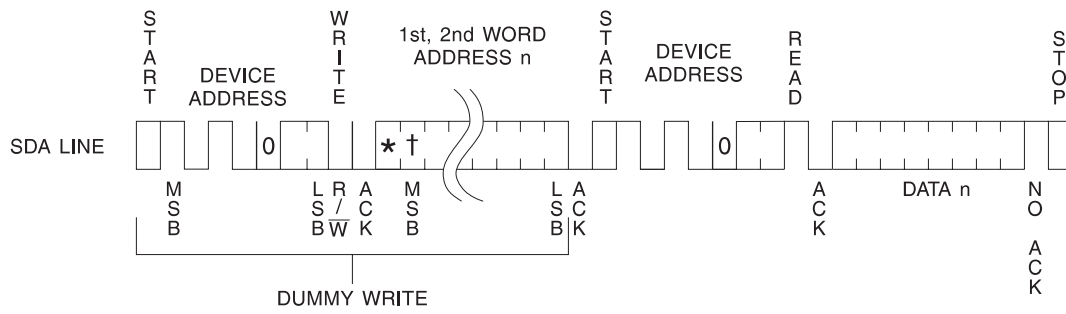 START
WRITE
1st, 2nd WORD
ADDRESS n
START
DEVICE
ADDRESS
READ
STOP
DEVICE
ADDRESS
SDA LINE
0
* †
0
MSB
LSB
R/W
ACK
MSB
LSB
ACK
ACK
DATA n
NO ACK
DUMMY WRITE